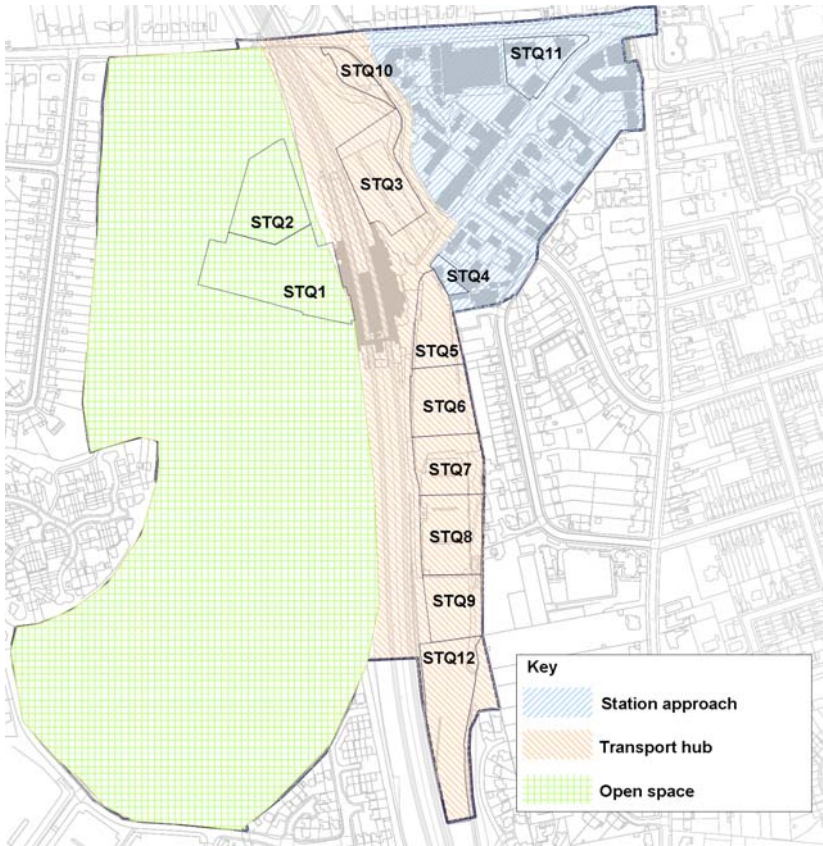 STQ10
STQ11
STQ3
STQ2
STQ4
STQ1
STQ5
STQ6
STQ7
STQ8
STQ9
STQ12
Key
Station approach
Transport hub
Open space